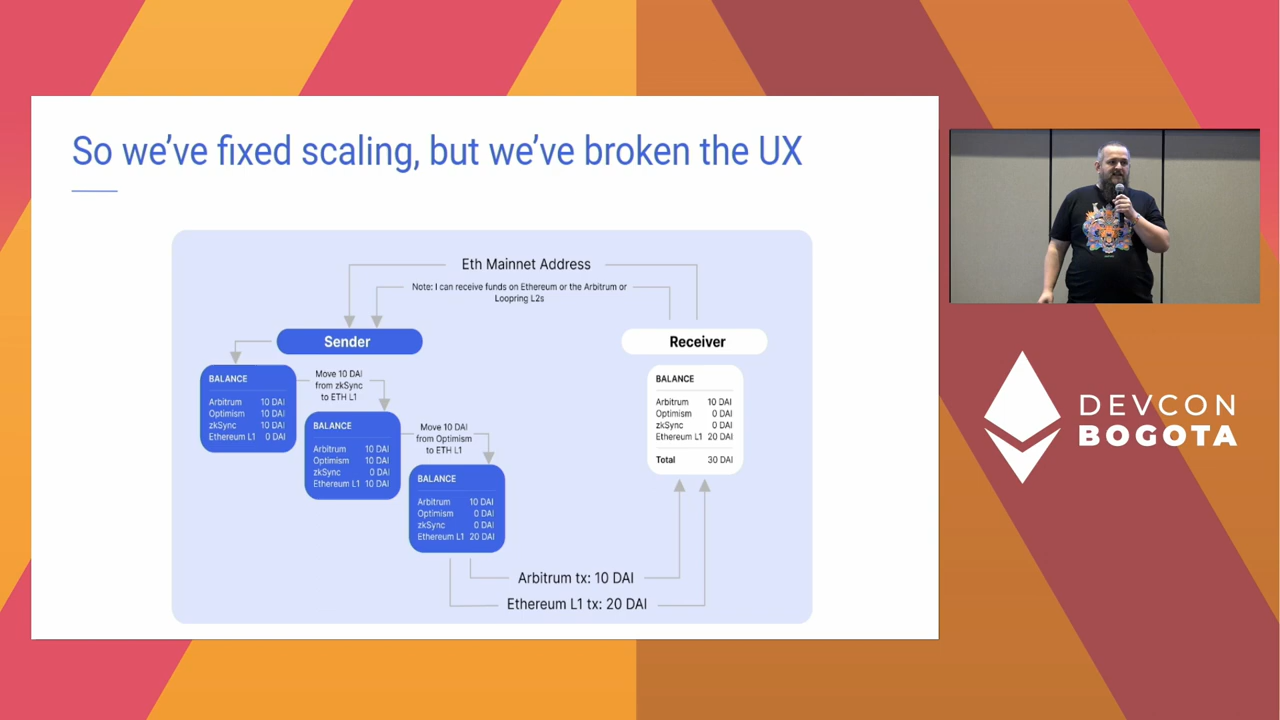 So we've fixed scaling, but we've broken the UX
Eth Mainnet Address
Note: I can receive funds on Ethereum or the Arbitrum or
Loopring L2s
Sender
Receiver
BALANCE
Arbitrum 10 DAI
Optimism 10 DAI
zkSync 10 DAI
Ethereum L1 0 DAI
Move 10 DAI
from zkSync
to ETH L1
BALANCE
Arbitrum 10 DAI
Optimism 10 DAI
zkSync 0 DAI
Ethereum L1 10 DAI
Move 10 DAI
from Optimism
to ETH L1
BALANCE
Arbitrum 10 DAI
Optimism 0 DAI
zkSync 0 DAI
Ethereum L1 20 DAI
BALANCE
Arbitrum 10 DAI
Optimism 0 DAI
zkSync 0 DAI
Ethereum L1 20 DAI
Total 30 DAI
Arbitrum tx: 10 DAI
Ethereum L1 tx: 20 DAI
DEVCON
BOGOTA